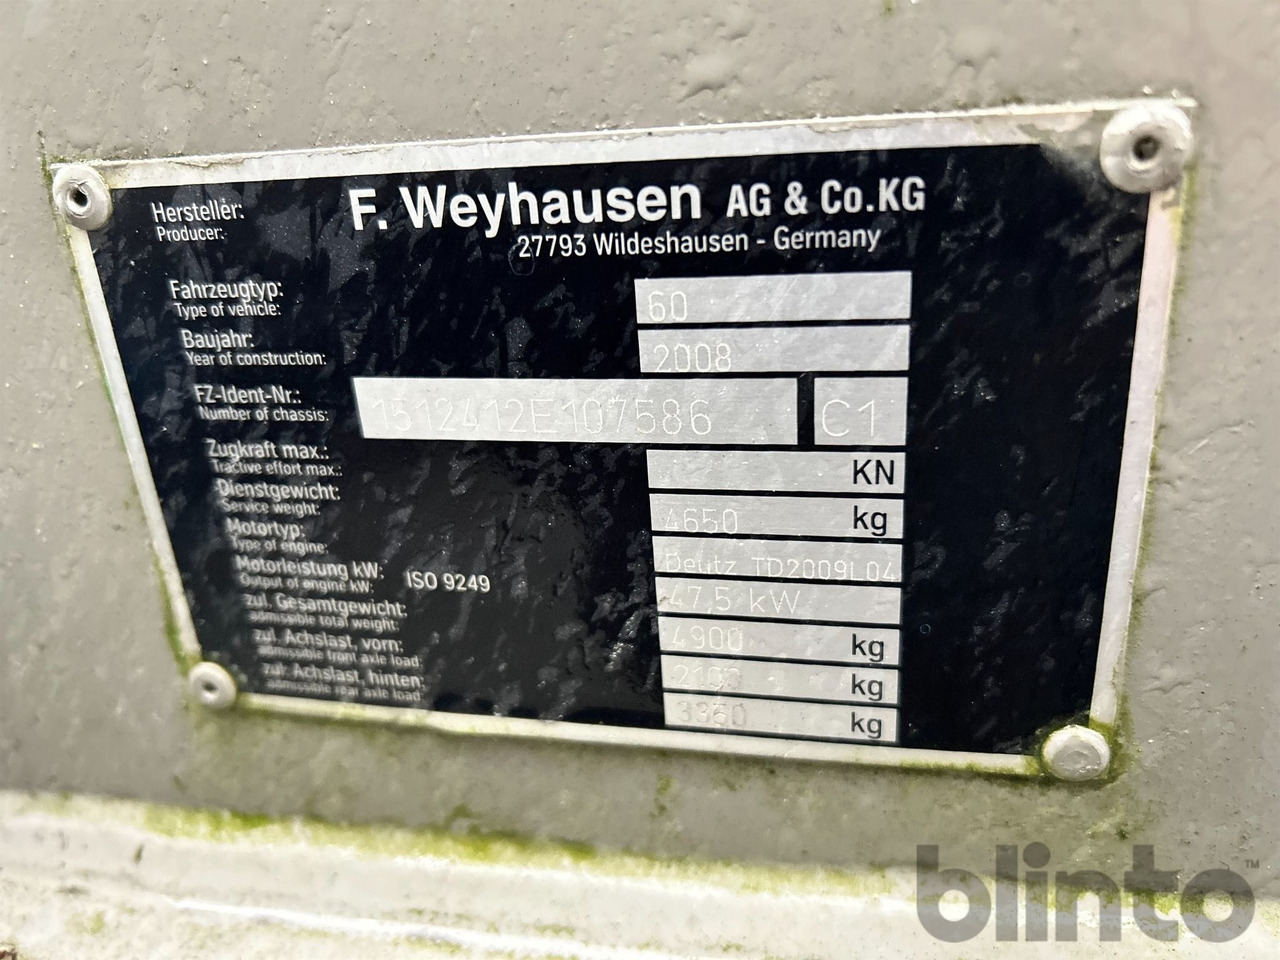 Hersteller: F. Weyhausen AG & Co.KG
Producer: 27793 Wildeshausen - Germany
Fahrzeugtyp: 60
Type of vehicle:
Baujahr: 2008
Year of construction:
FZ-Ident-Nr.: 1512412E107586 C1
Number of chassis:
Zugkraft max.: KN
Tractive effort max.:
Dienstgewicht: 4650 kg
Service weight:
Motortyp: Deutz TD2009L04
Type of engine:
Motorleistung kW: ISO 9249 47,5 kW
Output of engine kW:
zul. Gesamtgewicht: 4900 kg
admissible total weight:
zul. Achslast, vorn: kg
admissible front axle load:
zul. Achslast, hinten: kg
admissible rear axle load:
blinto™